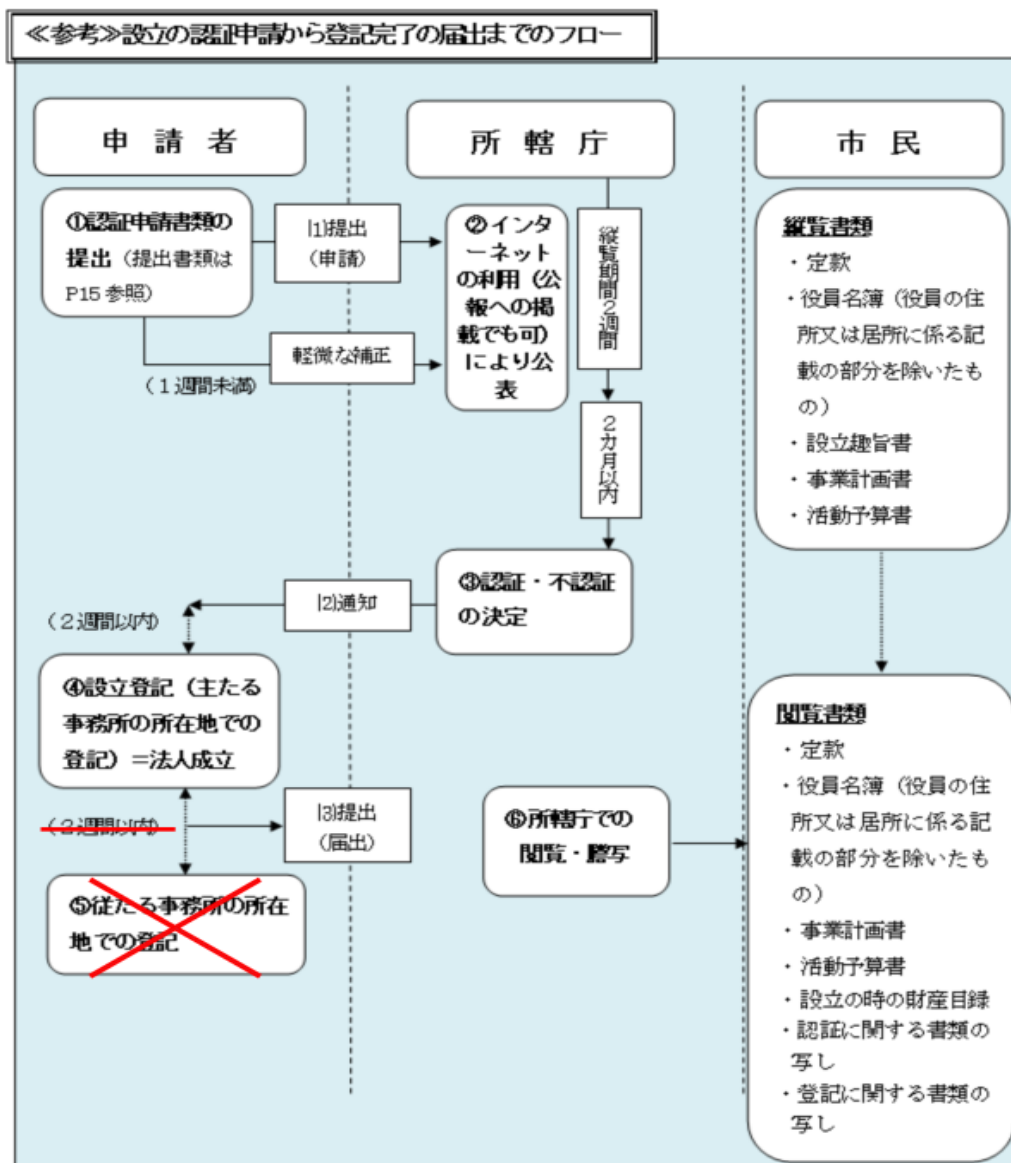 ≪参考≫設立の認証申請から登記完了の届出までのフロー
申 請 者
所 轄 庁
市 民
①認証申請書類の
提出（提出書類は
P15 参照）
|1)提出
（申請）
軽微な補正
（１週間未満）
②インタ
ーネット
の利用（公
報への掲
載でも可）
により公
表
縦覧期間２週間
２カ月以内
縦覧書類
・定款
・役員名簿（役員の住
所又は居所に係る記
載の部分を除いたも
の）
・設立趣旨書
・事業計画書
・活動予算書
③認証・不認証
の決定
|2)通知
（２週間以内）
④設立登記（主たる
事務所の所在地での
登記）＝法人成立
（２週間以内）
|3)提出
（届出）
⑤従たる事務所の所在
地での登記
⑥所轄庁での
閲覧・謄写
閲覧書類
・定款
・役員名簿（役員の住
所又は居所に係る記
載の部分を除いたも
の）
・事業計画書
・活動予算書
・設立の時の財産目録
・認証に関する書類の
写し
・登記に関する書類の
写し